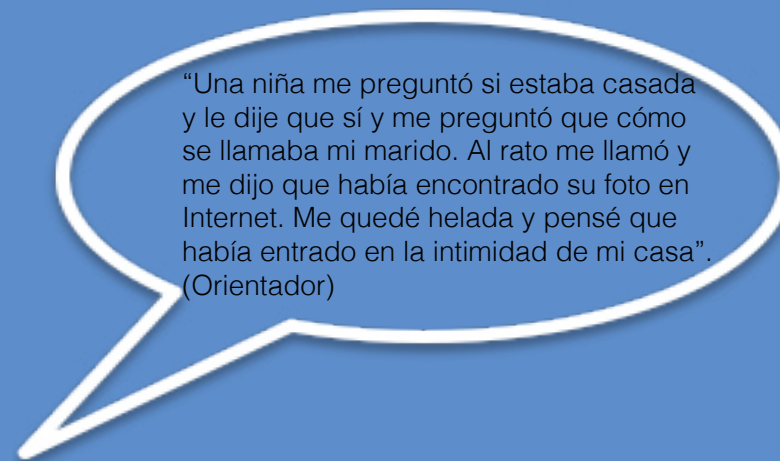 “Una niña me preguntó si estaba casada
y le dije que sí y me preguntó que cómo
se llamaba mi marido. Al rato me llamó y
me dijo que había encontrado su foto en
Internet. Me quedé helada y pensé que
había entrado en la intimidad de mi casa”.
(Orientador)